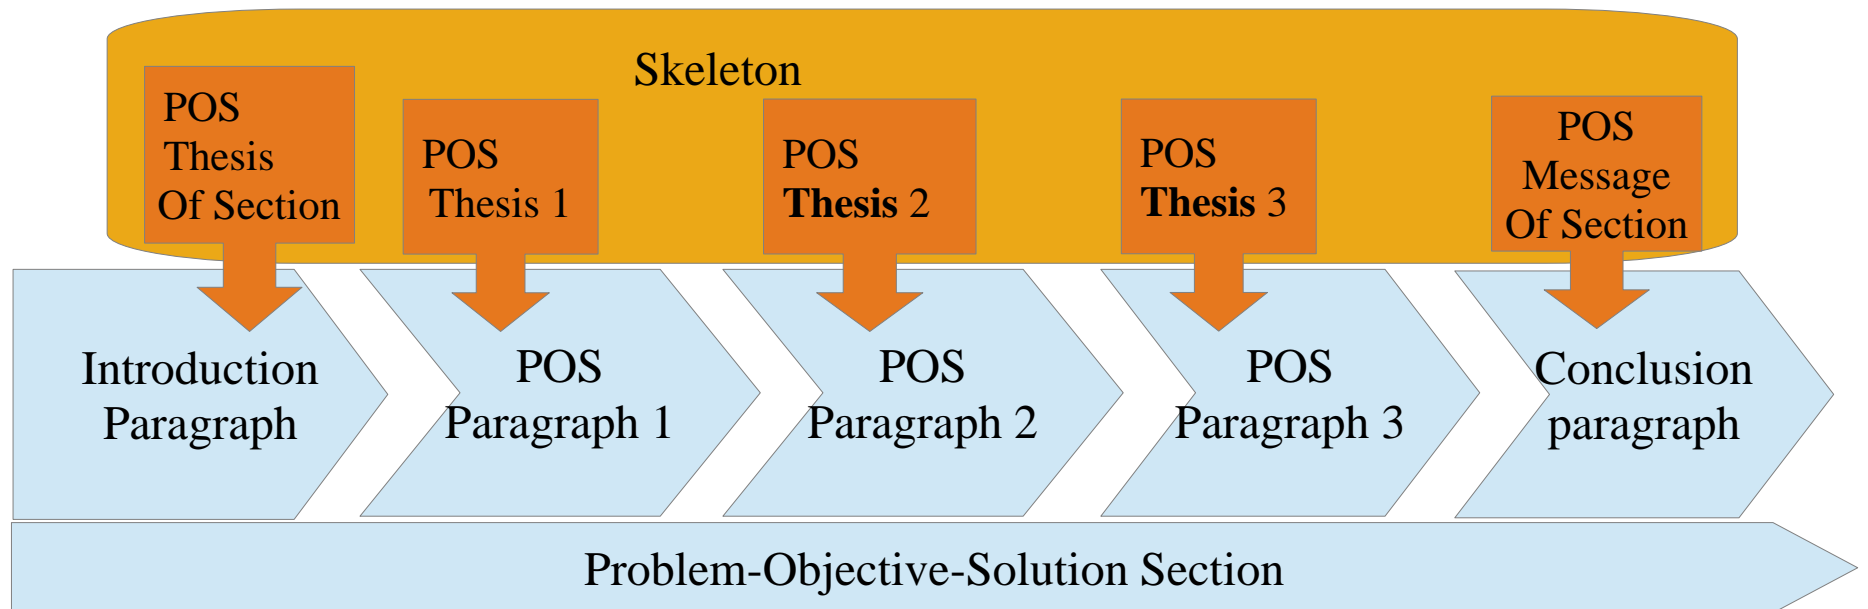 Skeleton
POS
Thesis
Of Section
POS
Thesis 1
POS
Thesis 2
POS
Thesis 3
POS
Message
Of Section
Introduction
Paragraph
POS
Paragraph 1
POS
Paragraph 2
POS
Paragraph 3
Conclusion
paragraph
Problem-Objective-Solution Section